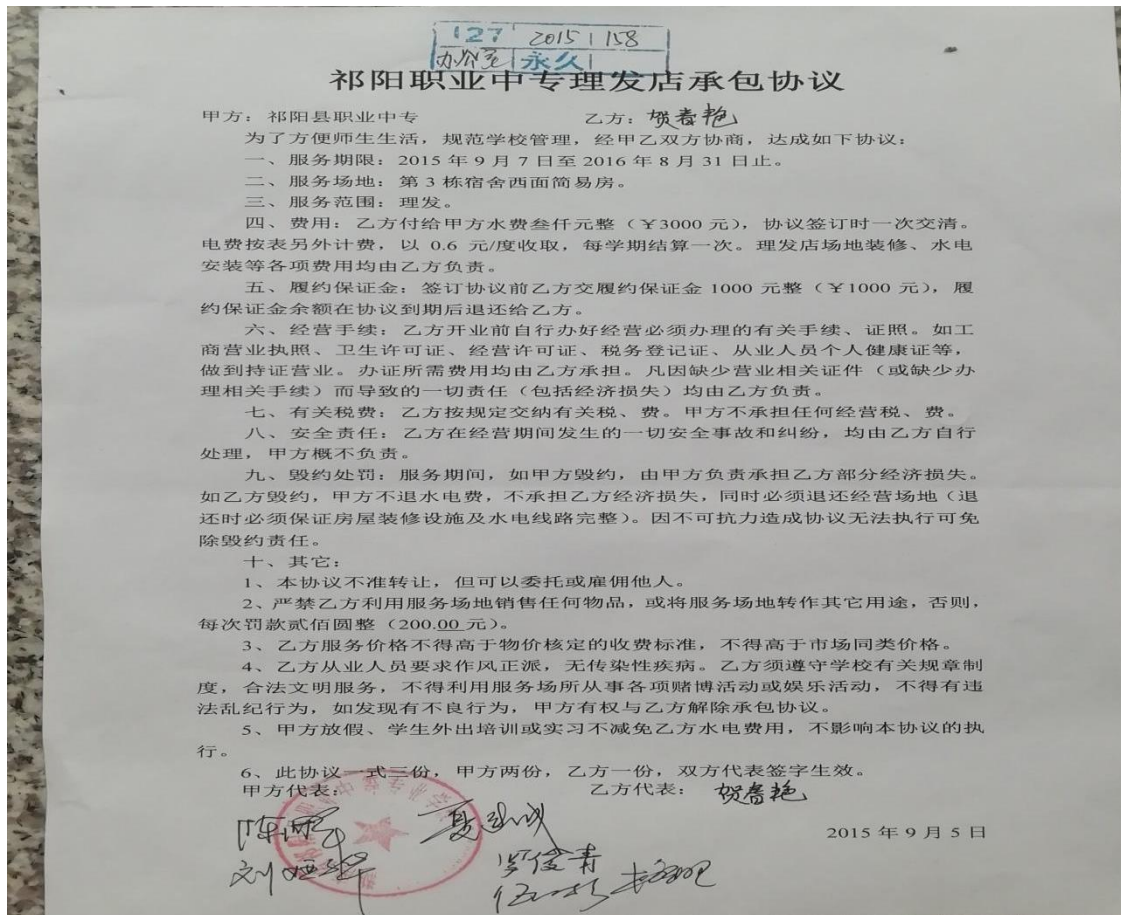 127 2015 158
办公室 永久
祁阳职业中专理发店承包协议
甲方：祁阳县职业中专 乙方：贺春艳
为了方便师生生活，规范学校管理，经甲乙双方协商，达成如下协议：
一、服务期限：2015 年 9 月 7 日至 2016 年 8 月 31 日止。
二、服务场地：第 3 栋宿舍西面简易房。
三、服务范围：理发。
四、费用：乙方付给甲方水费叁仟元整（￥3000 元），协议签订时一次交清。
电费按表另外计费，以 0.6 元/度收取，每学期结算一次。理发店场地装修、水电
安装等各项费用均由乙方负责。
五、履约保证金：签订协议前乙方交履约保证金 1000 元整（￥1000 元），履
约保证金余额在协议到期后退还给乙方。
六、经营手续：乙方开业前自行办好经营必须办理的有关手续、证照。如工
商营业执照、卫生许可证、经营许可证、税务登记证、从业人员个人健康证等，
做到持证营业。办证所需费用均由乙方承担。凡因缺少营业相关证件（或缺少办
理相关手续）而导致的一切责任（包括经济损失）均由乙方负责。
七、有关税费：乙方按规定交纳有关税、费。甲方不承担任何经营税、费。
八、安全责任：乙方在经营期间发生的一切安全事故和纠纷，均由乙方自行
处理，甲方概不负责。
九、毁约处罚：服务期间，如甲方毁约，由甲方负责承担乙方部分经济损失。
如乙方毁约，甲方不退水电费，不承担乙方经济损失，同时必须退还经营场地（退
还时必须保证房屋装修设施及水电线路完整）。因不可抗力造成协议无法执行可免
除毁约责任。
十、其它：
1、本协议不准转让，但可以委托或雇佣他人。
2、严禁乙方利用服务场地销售任何物品，或将服务场地转作其它用途，否则，
每次罚款贰佰圆整（200.00 元）。
3、乙方服务价格不得高于物价核定的收费标准，不得高于市场同类价格。
4、乙方从业人员要求作风正派，无传染性疾病。乙方须遵守学校有关规章制
度，合法文明服务，不得利用服务场所从事各项赌博活动或娱乐活动，不得有违
法乱纪行为，如发现有不良行为，甲方有权与乙方解除承包协议。
5、甲方放假、学生外出培训或实习不减免乙方水电费用，不影响本协议的执
行。
6、此协议一式三份，甲方两份，乙方一份，双方代表签字生效。
甲方代表： 乙方代表：贺春艳
2015 年 9 月 5 日